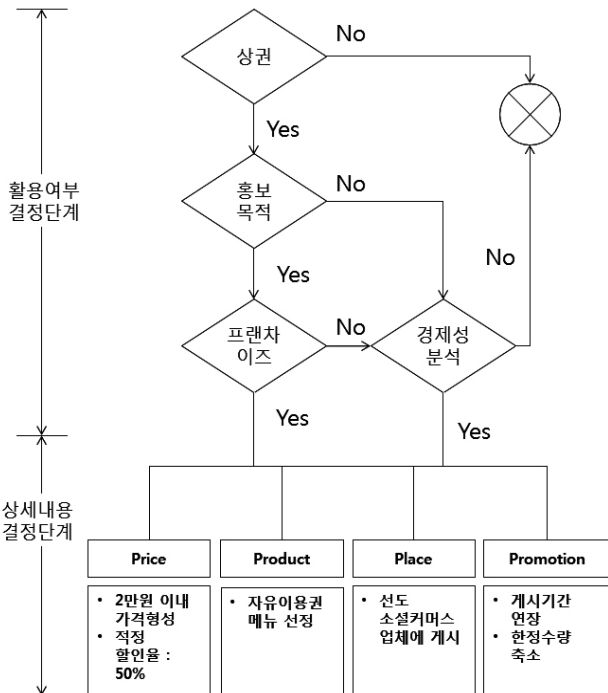 No
상권
Yes
활용여부
결정단계
홍보
목적
No
No
Yes
프랜차
이즈
No
경제성
분석
Yes
Yes
상세내용
결정단계
Price
Product
Place
Promotion
• 2만원 이내
가격형성
• 적정
할인율 :
50%
• 자유이용권
메뉴 선정
• 선도
소셜커머스
업체에 게시
• 게시기간
연장
• 한정수량
축소